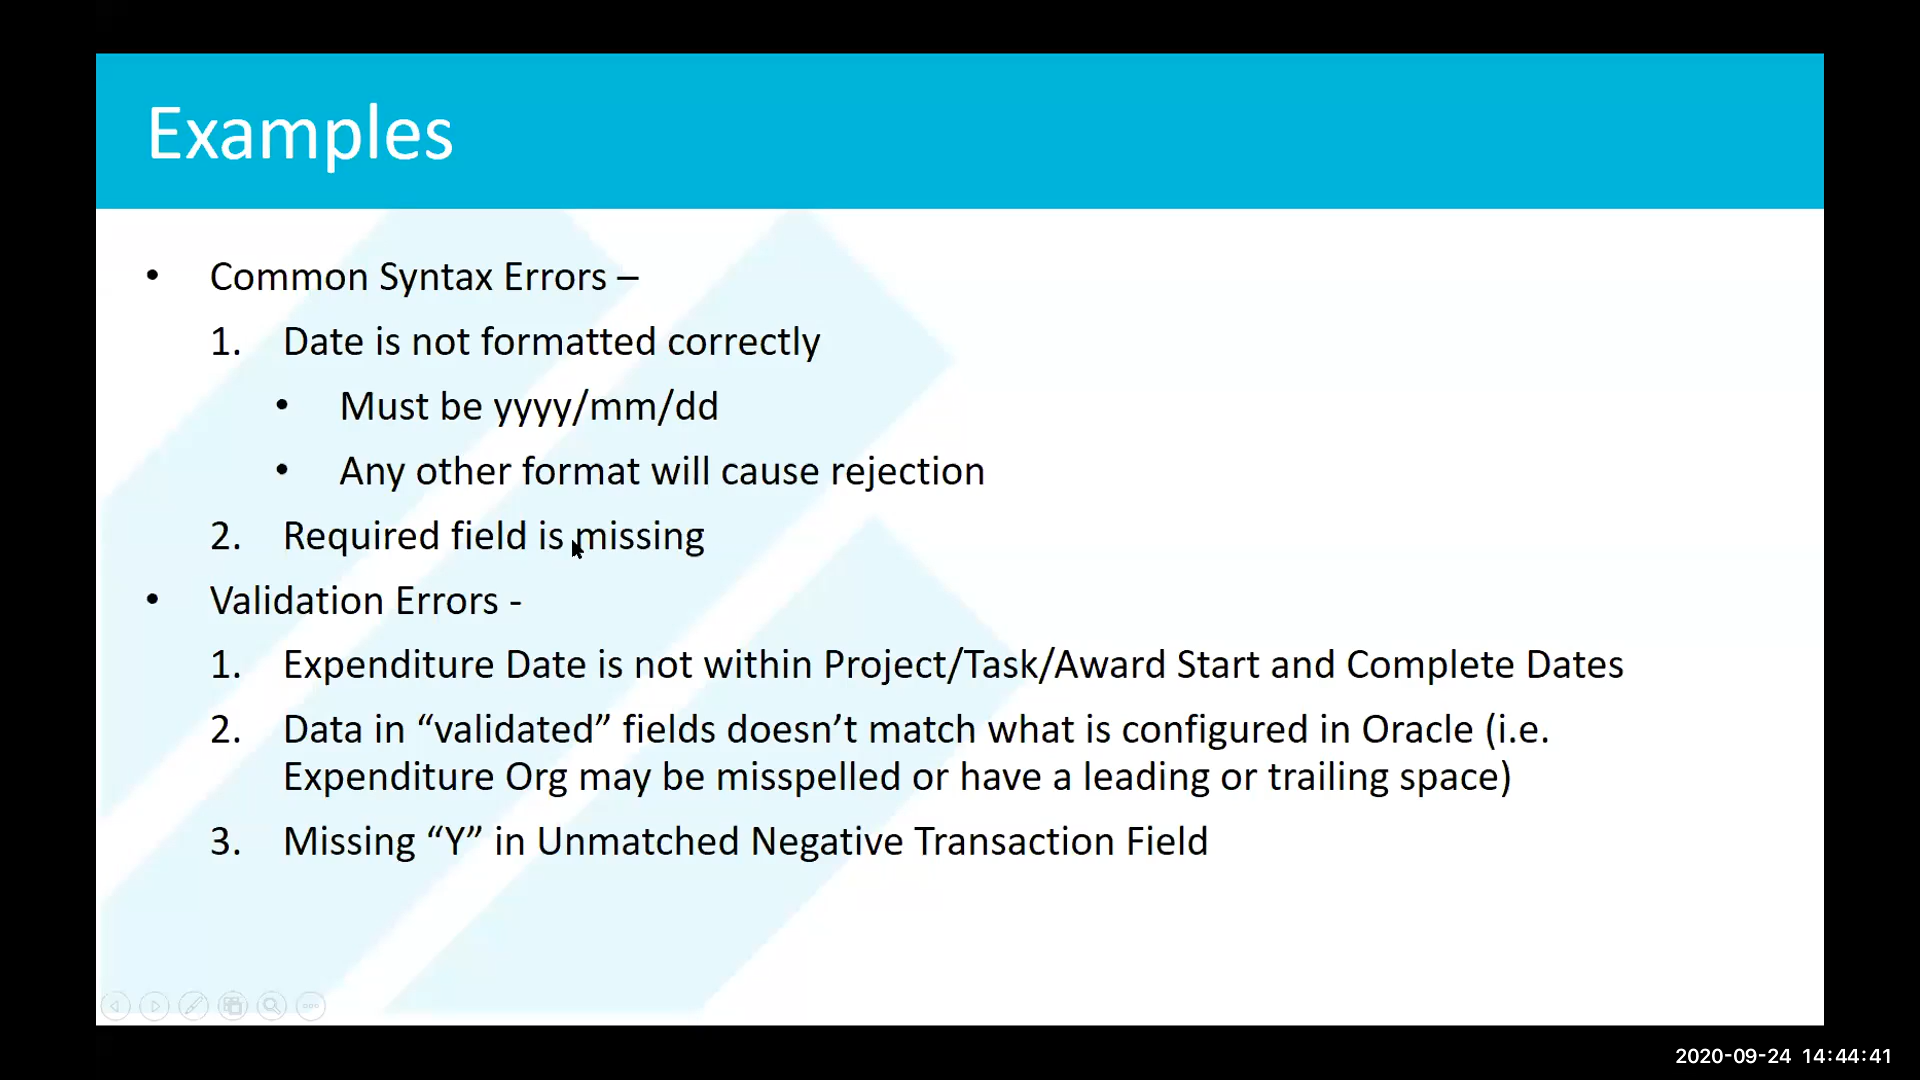 Examples
• Common Syntax Errors –
1. Date is not formatted correctly
• Must be yyyy/mm/dd
• Any other format will cause rejection
2. Required field is missing
• Validation Errors -
1. Expenditure Date is not within Project/Task/Award Start and Complete Dates
2. Data in “validated” fields doesn’t match what is configured in Oracle (i.e.
Expenditure Org may be misspelled or have a leading or trailing space)
3. Missing “Y” in Unmatched Negative Transaction Field
2020-09-24 14:44:41